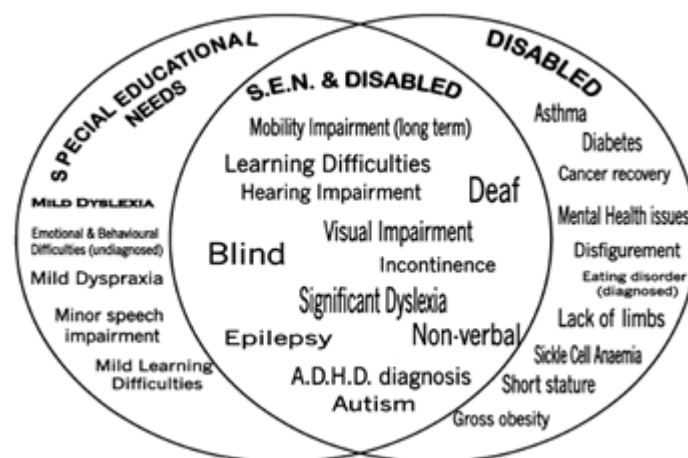 SPECIAL EDUCATIONAL
NEEDS
MILD DYSLEXIA
Emotional & Behavioural
Difficulties (undiagnosed)
Mild Dyspraxia
Minor speech
impairment
Mild Learning
Difficulties
S.E.N. & DISABLED
Mobility Impairment (long term)
Learning Difficulties
Hearing Impairment
Deaf
Visual Impairment
Blind
Incontinence
Significant Dyslexia
Epilepsy
Non-verbal
A.D.H.D. diagnosis
Autism
DISABLED
Asthma
Diabetes
Cancer recovery
Mental Health issues
Disfigurement
Eating disorder
(diagnosed)
Lack of limbs
Sickle Cell Anaemia
Short stature
Gross obesity